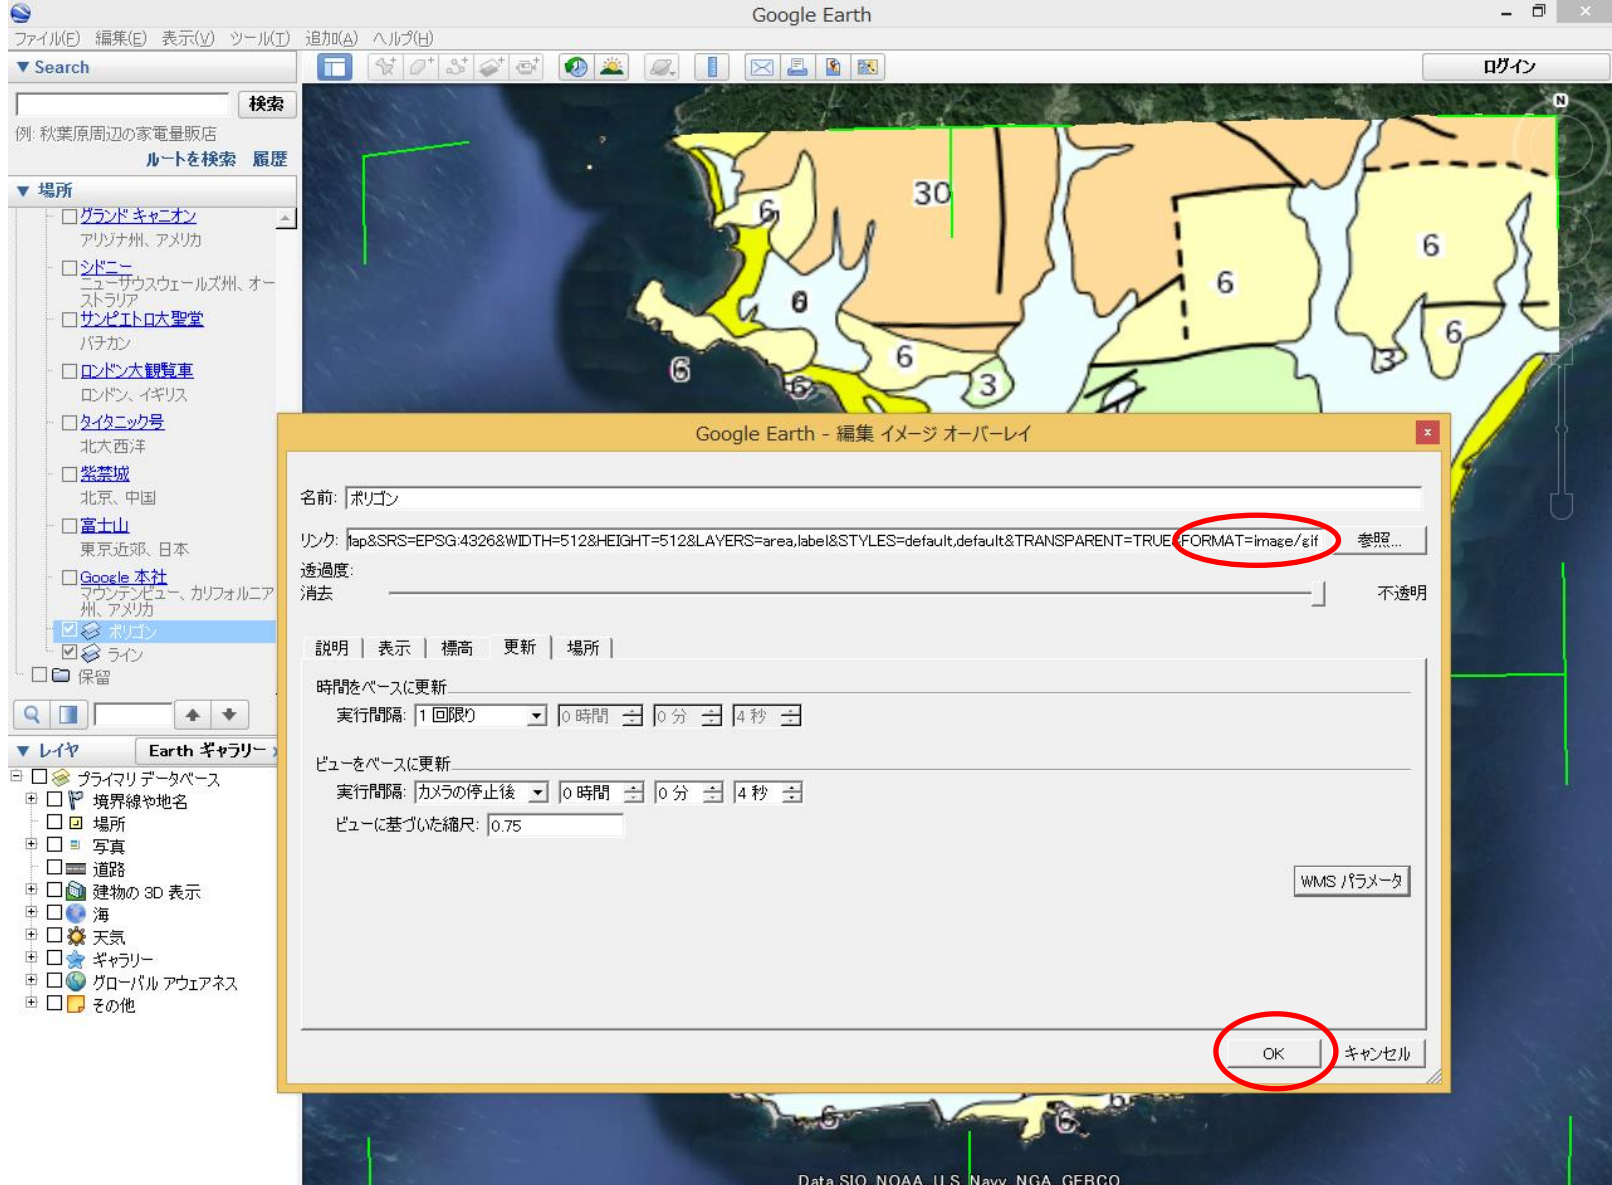 Google Earth
ファイル(F) 編集(E) 表示(V) ツール(T) 追加(A) ヘルプ(H)
▼ Search
ログイン
検索
例: 秋葉原周辺の家電量販店
ルートを検索 履歴
▼ 場所
グランド キャニオン
アリゾナ州、アメリカ
シドニー
ニューサウスウェールズ州、オー
ストラリア
サンピエトロ大聖堂
バチカン
ロンドン大観覧車
ロンドン、イギリス
タイタニック号
北大西洋
紫禁城
北京、中国
富士山
東京近郊、日本
Google 本社
マウンテンビュー、カリフォルニア
州、アメリカ
ポリゴン
ライン
保留
▼ レイヤ
Earth ギャラリー
プライマリ データベース
境界線や地名
場所
写真
道路
建物の 3D 表示
海
天気
ギャラリー
グローバル アウェアネス
その他
N
30
6
6
6
6
6
6
6
6
3
3
Google Earth - 編集 イメージ オーバーレイ
名前: ポリゴン
リンク: Map&SRS=EPSG:4326&WIDTH=512&HEIGHT=512&LAYERS=area,label&STYLES=default,default&TRANSPARENT=TRUE&FORMAT=image/gif 参照...
透過度:
消去 不透明
説明 表示 標高 更新 場所
時間をベースに更新
実行間隔: 1 回限り 0 時間 0 分 4 秒
ビューをベースに更新
実行間隔: カメラの停止後 0 時間 0 分 4 秒
ビューに基づいた縮尺: 0.75
WMS パラメータ
OK キャンセル
6
6
6
Data SIO, NOAA, U.S. Navy, NGA, GEBCO